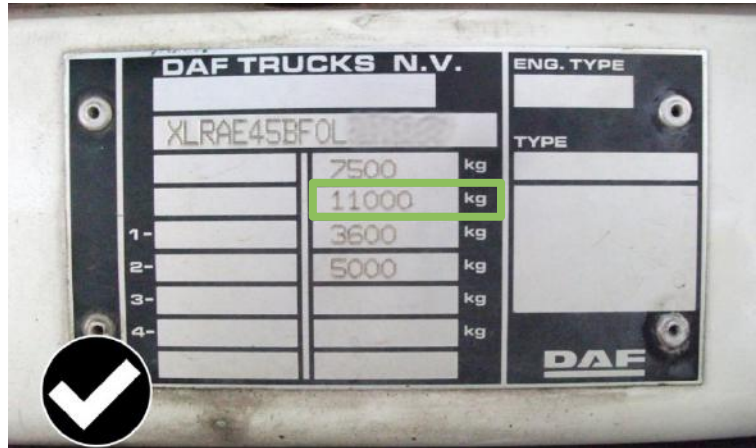 DAF TRUCKS N.V.
ENG. TYPE
XLRAE45BF0L
TYPE
7500 kg
11000 kg
1- 3600 kg
2- 5000 kg
3- kg
4- kg
DAF